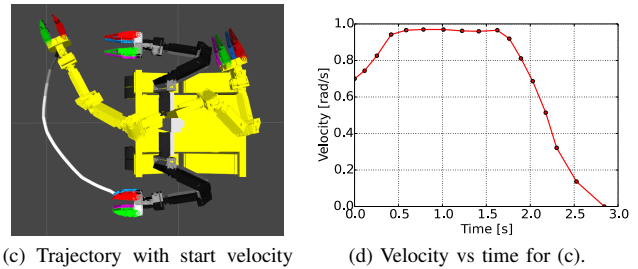 1.0
0.8
0.6
0.4
0.2
0.0
Velocity [rad/s]
0.0 0.5 1.0 1.5 2.0 2.5 3.0
Time [s]
(c) Trajectory with start velocity
(d) Velocity vs time for (c).